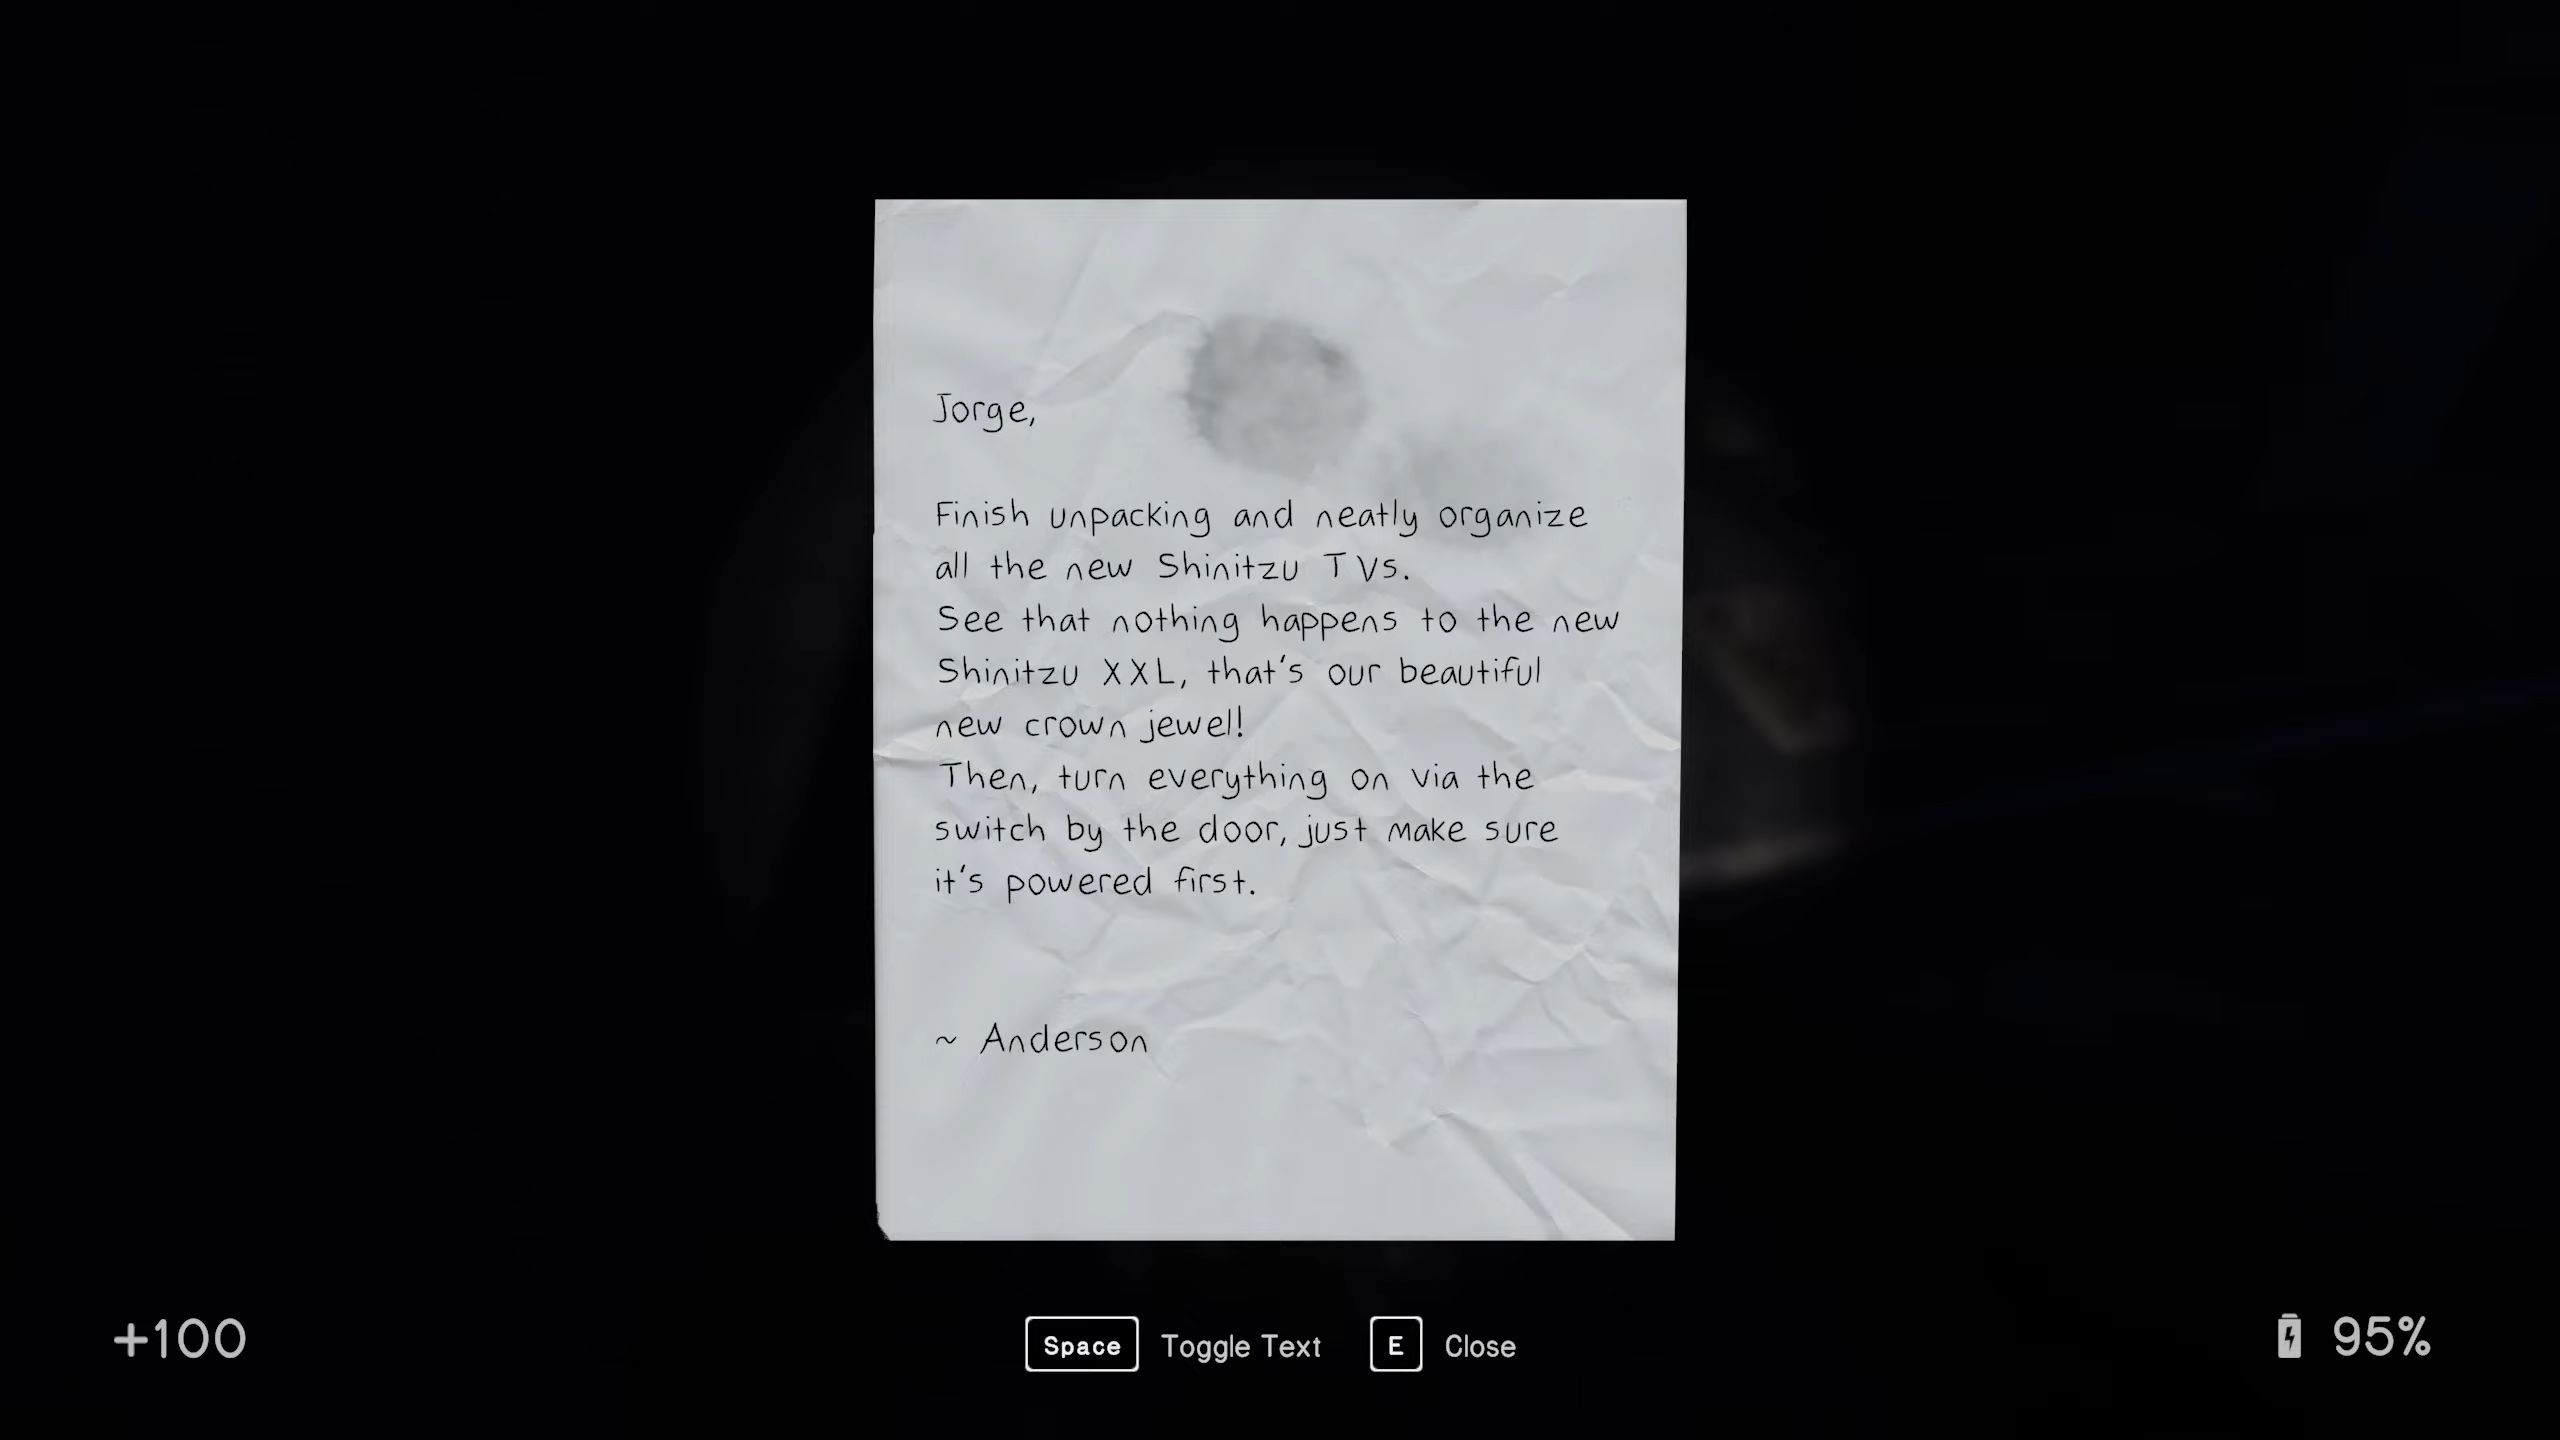 Jorge,
Finish unpacking and neatly organize
all the new Shinitzu TVs.
See that nothing happens to the new
Shinitzu XXL, that's our beautiful
new crown jewel!
Then, turn everything on via the
switch by the door, just make sure
it's powered first.
~ Anderson
+100
Space Toggle Text E Close
95%